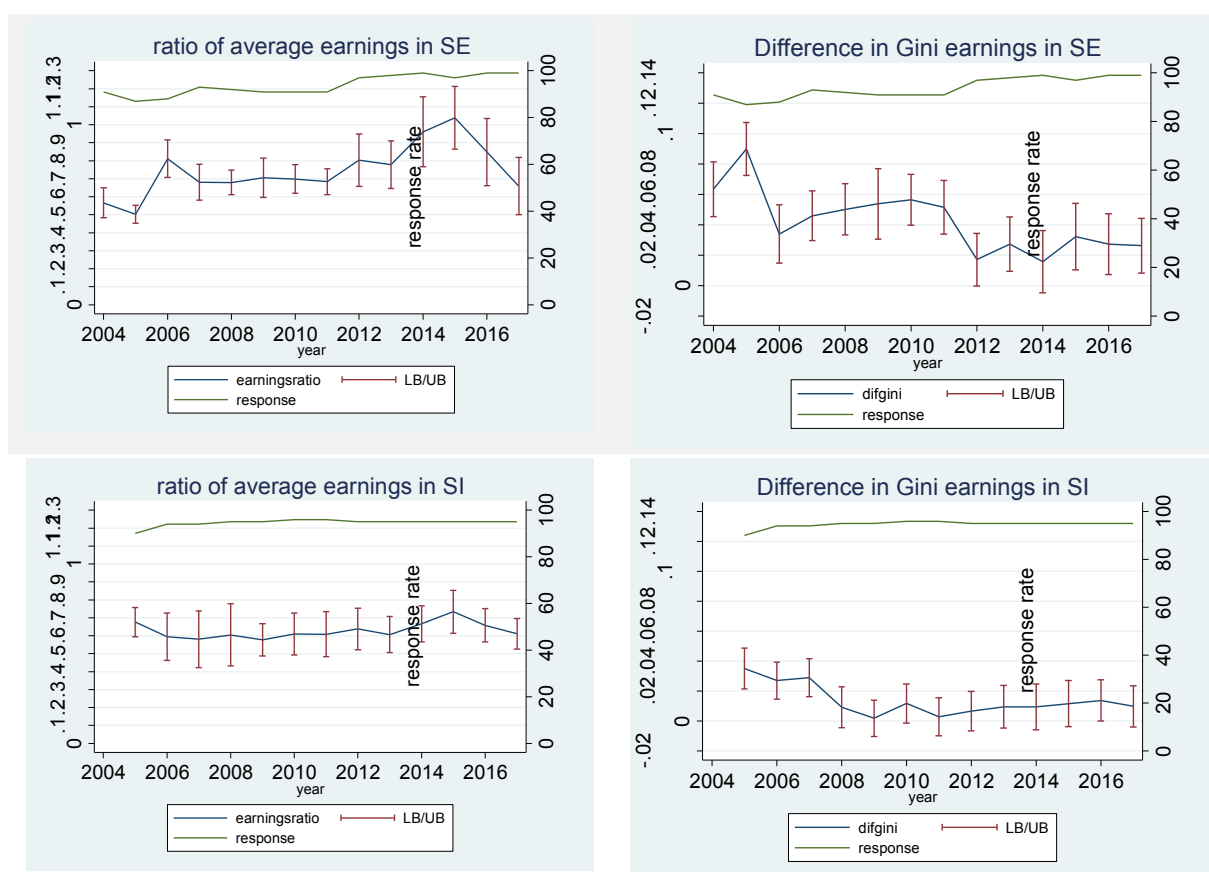 ratio of average earnings in SE
0 .1.2.3.4.5.6.7.8.9 1 1.1.2.3
0 20 40 60 80 100
response rate
2004 2006 2008 2010 2012 2014 2016
year
earningsratio LB/UB
response
Difference in Gini earnings in SE
-.02 0 .02.04.06.08 .1 .12.14
0 20 40 60 80 100
response rate
2004 2006 2008 2010 2012 2014 2016
year
difgini LB/UB
response
ratio of average earnings in SI
0 .1.2.3.4.5.6.7.8.9 1 1.1.2.3
0 20 40 60 80 100
response rate
2004 2006 2008 2010 2012 2014 2016
year
earningsratio LB/UB
response
Difference in Gini earnings in SI
-.02 0 .02.04.06.08 .1 .12.14
0 20 40 60 80 100
response rate
2004 2006 2008 2010 2012 2014 2016
year
difgini LB/UB
response